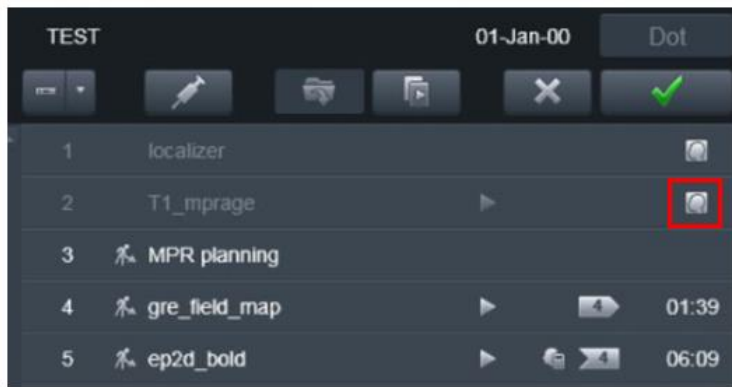 TEST 01-Jan-00 Dot
1 localizer
2 T1_mprage
3 MPR planning
4 gre_field_map 4 01:39
5 ep2d_bold 4 06:09